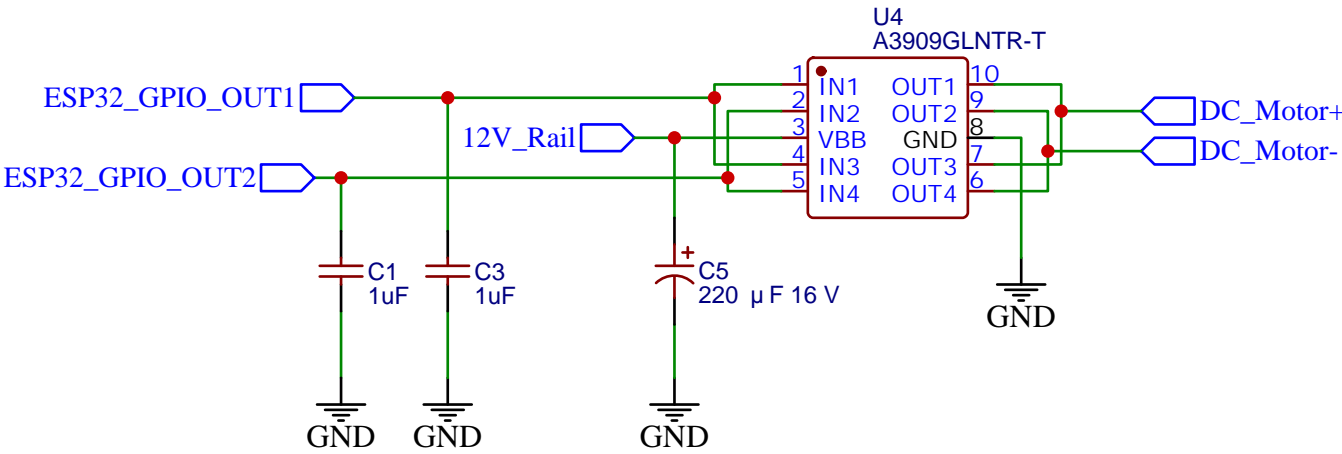 U4
A3909GLNTR-T
ESP32_GPIO_OUT1
12V_Rail
ESP32_GPIO_OUT2
1 IN1 OUT1 10
2 IN2 OUT2 9
3 VBB GND 8
4 IN3 OUT3 7
5 IN4 OUT4 6
DC_Motor+
DC_Motor-
C1
1uF
C3
1uF
+
C5
220 µF 16 V
GND
GND
GND
GND